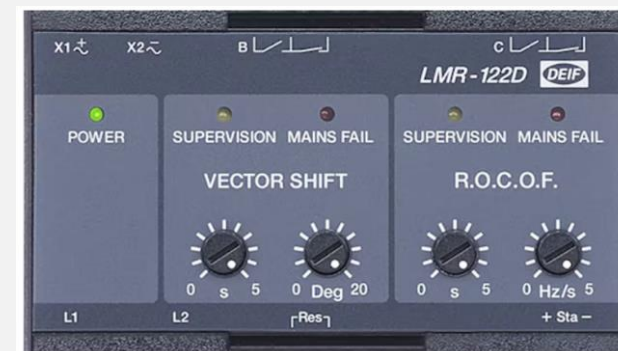 X1 X2 B C
LMR-122D DEIF
POWER SUPERVISION MAINS FAIL SUPERVISION MAINS FAIL
VECTOR SHIFT R.O.C.O.F.
0 s 5 0 Deg 20 0 s 5 0 Hz/s 5
L1 L2 Res + Sta −